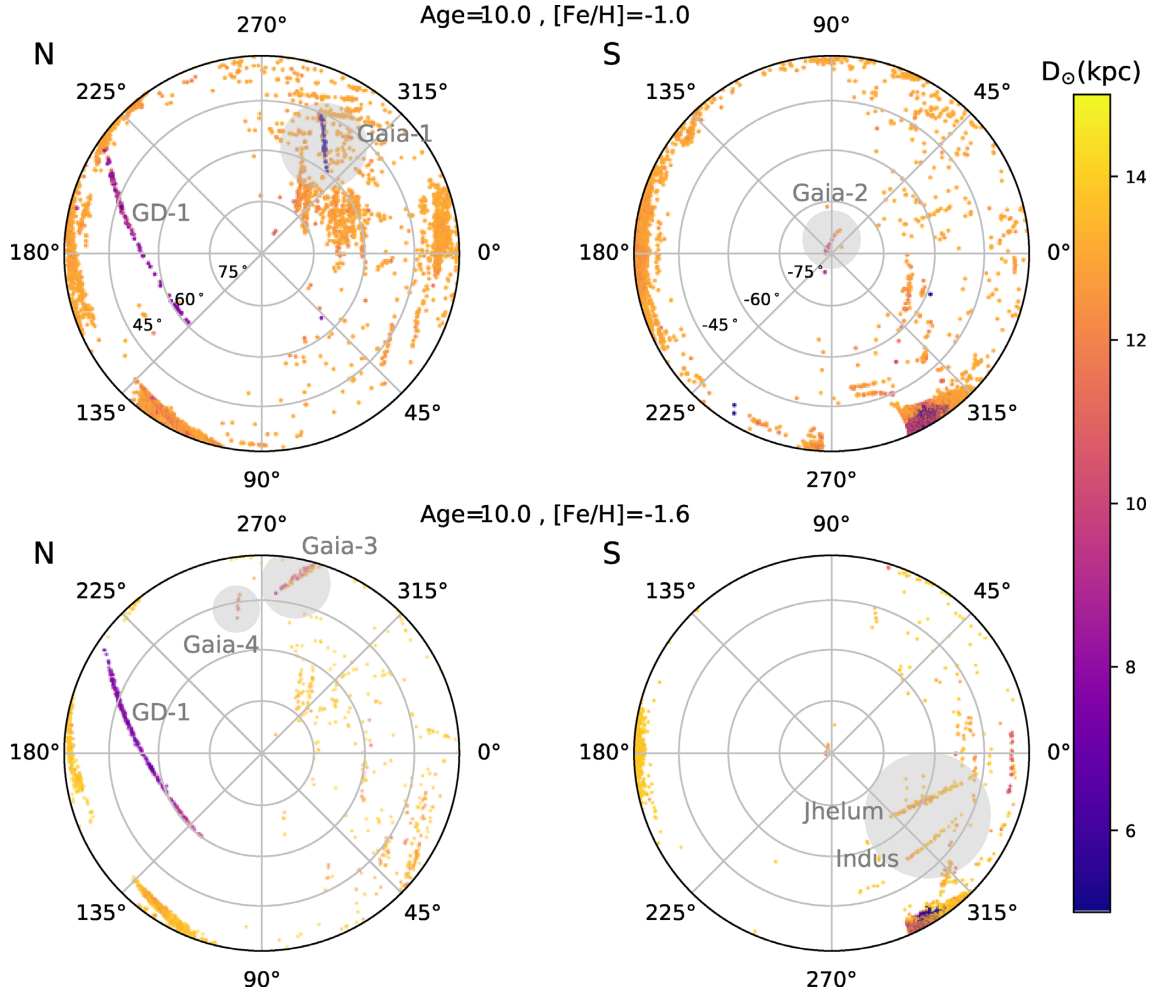 Age=10.0 , [Fe/H]=-1.0
N
270°
225°
315°
Gaia-1
GD-1
180°
0°
75°
60°
45°
135°
45°
90°
S
90°
135°
45°
Gaia-2
180°
0°
-75°
-60°
-45°
225°
315°
270°
D⊙(kpc)
14
12
10
8
6
Age=10.0 , [Fe/H]=-1.6
N
270°
Gaia-3
225°
315°
Gaia-4
GD-1
180°
0°
135°
45°
90°
S
90°
135°
45°
180°
0°
Jhelum
Indus
225°
315°
270°